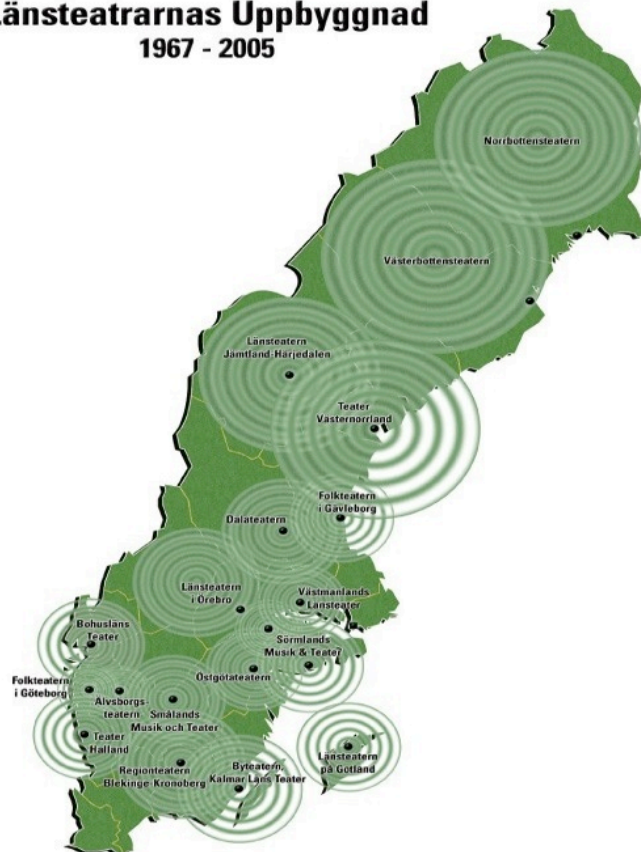 Länsteatrarnas Uppbyggnad
1967 - 2005
Norrbottensteatern
Västerbottensteatern
Länsteatern
Jämtland-Härjedalen
Teater
Västernorrland
Folkteatern
i Gävleborg
Dalateatern
Länsteatern
i Örebro
Västmanlands
Länsteater
Bohusläns
Teater
Sörmlands
Musik & Teater
Östgötateatern
Folkteatern
i Göteborg
Älvsborgs-
teatern
Smålands
Musik och Teater
Teater
Halland
Regionteatern
Blekinge-Kronoberg
Byteatern,
Kalmar Läns Teater
Länsteatern
på Gotland